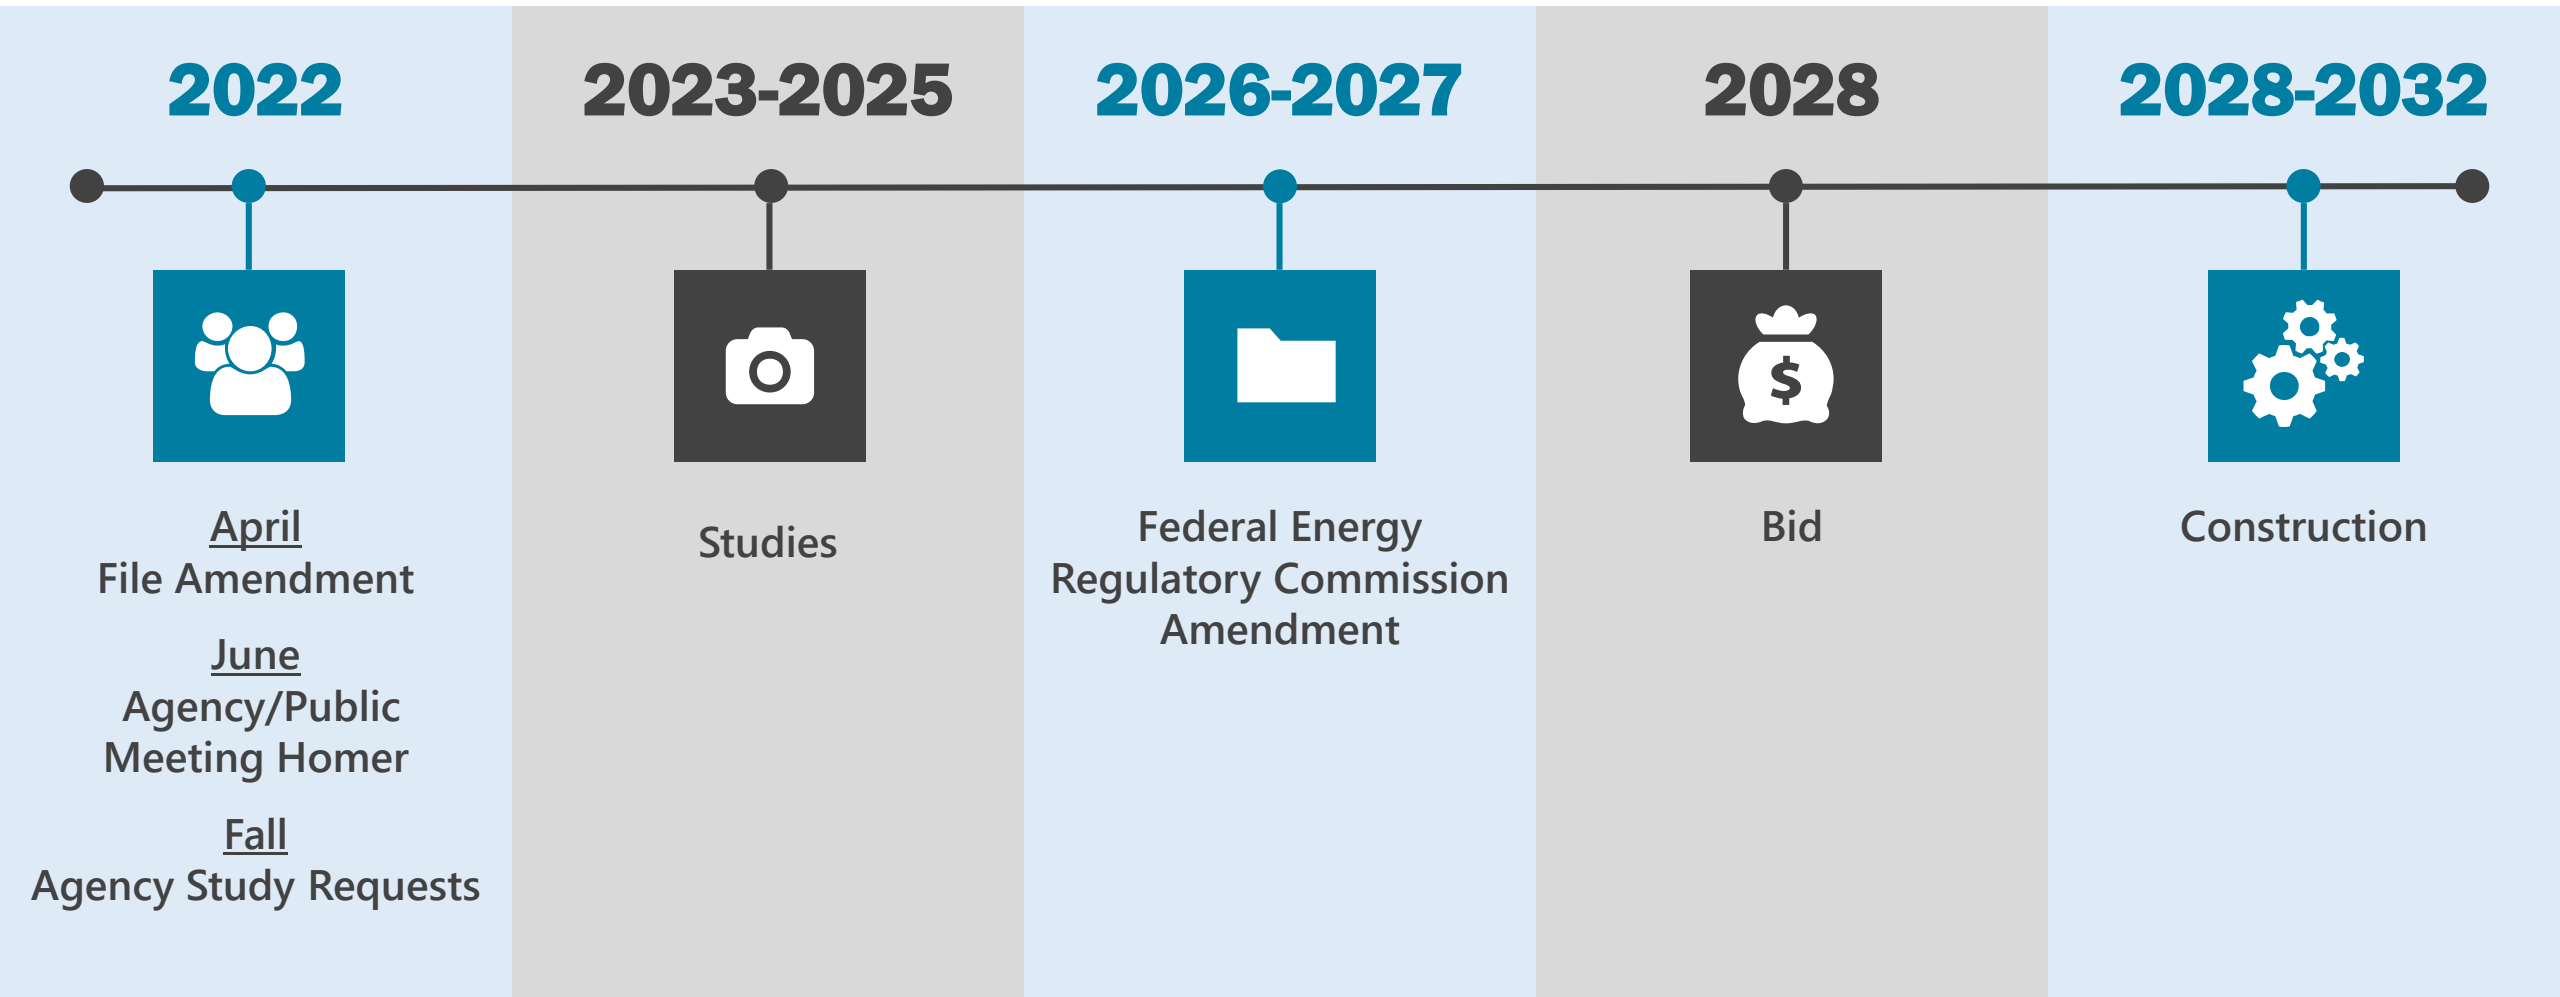 2022
April
File Amendment
June
Agency/Public
Meeting Homer
Fall
Agency Study Requests
2023-2025
Studies
2026-2027
Federal Energy
Regulatory Commission
Amendment
2028
$
Bid
2028-2032
Construction